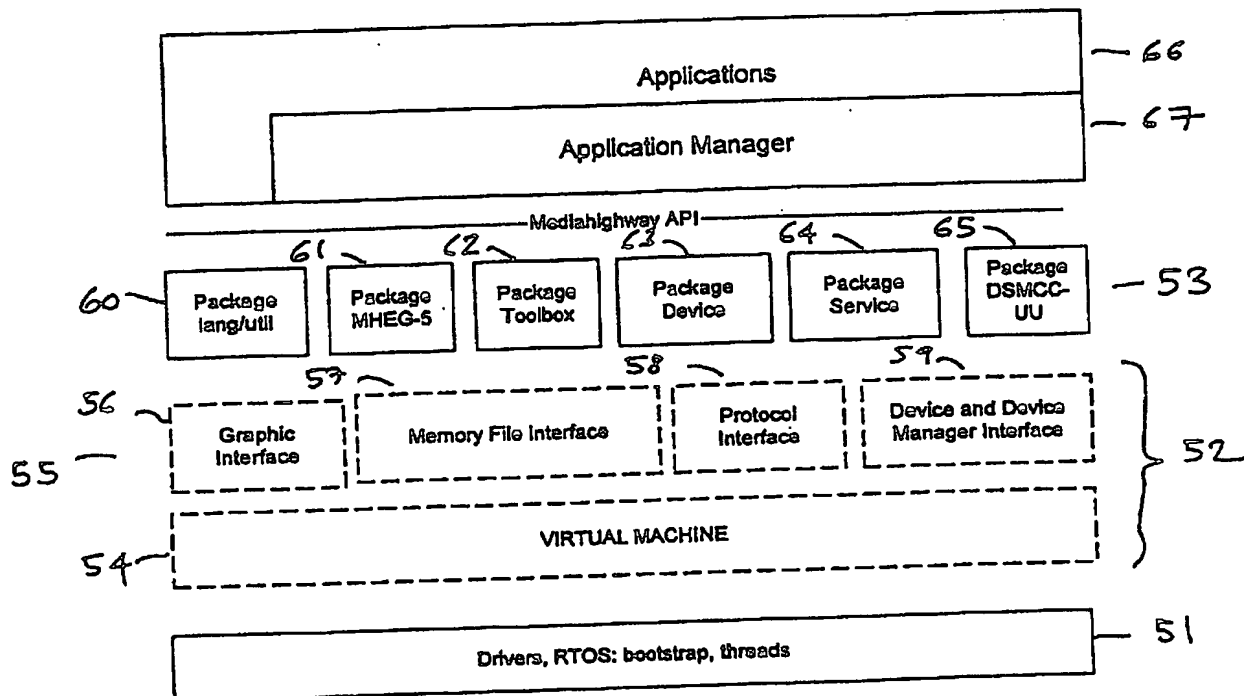 Applications
66
Application Manager
67
Mediahighway API
60
61
62
63
64
65
53
Package
lang/util
Package
MHEG-5
Package
Toolbox
Package
Device
Package
Service
Package
DSMCC-
UU
56
57
58
59
55
Graphic
Interface
Memory File Interface
Protocol
Interface
Device and Device
Manager Interface
52
54
VIRTUAL MACHINE
51
Drivers, RTOS: bootstrap, threads